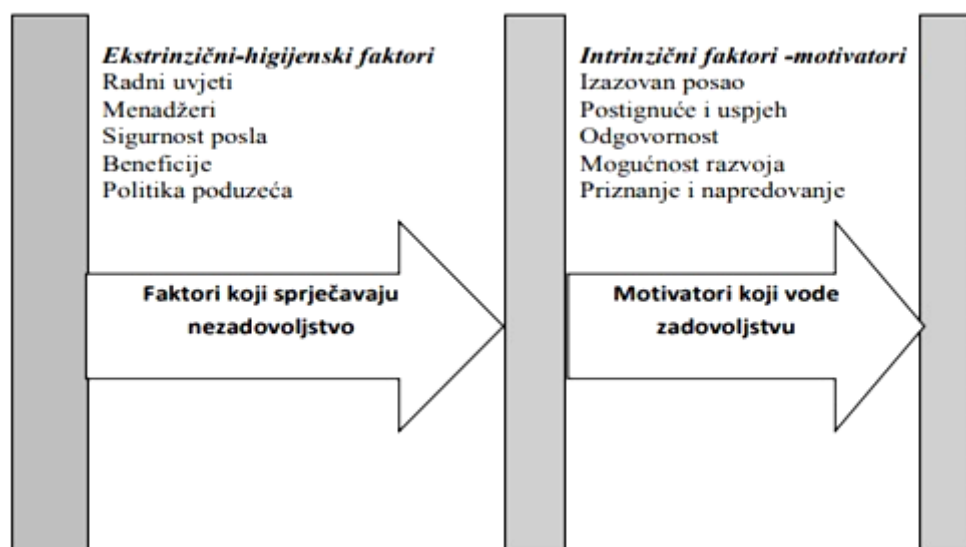 Ekstrinzični-higijenski faktori
Radni uvjeti
Menadžeri
Sigurnost posla
Beneficije
Politika poduzeća
Faktori koji sprječavaju
nezadovoljstvo
Intrinzični faktori -motivatori
Izazovan posao
Postignuće i uspjeh
Odgovornost
Mogućnost razvoja
Priznanje i napredovanje
Motivatori koji vode
zadovoljstvu